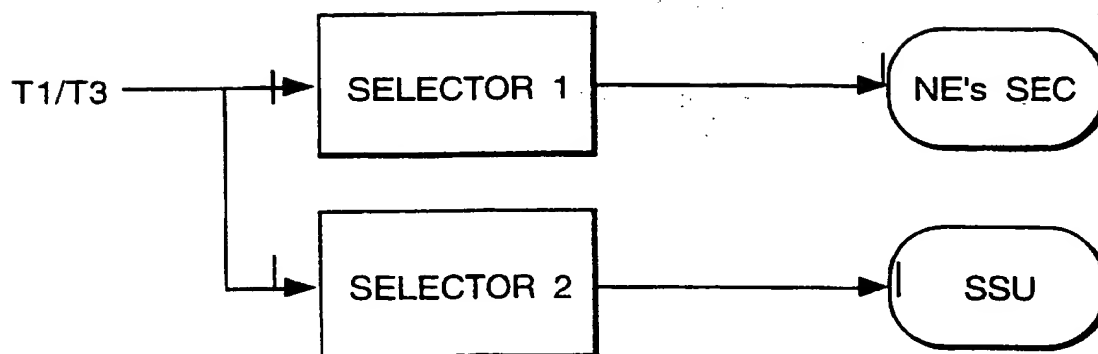 T1/T3
SELECTOR 1
NE's SEC
SELECTOR 2
SSU